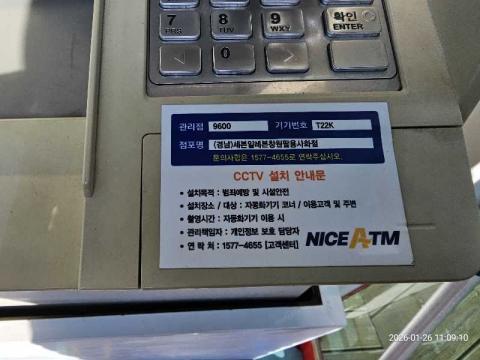 7 PRS 8 TUV 9 WXY 확인 ENTER
< 0 >
관리점 9600 기기번호 T22K
점포명 (경남)세븐일레븐창원팔용사화점
문의사항은 1577-4655로 연락주십시오.
CCTV 설치 안내문
• 설치목적 : 범죄예방 및 시설안전
• 설치장소 / 대상 : 자동화기기 코너 / 이용고객 및 주변
• 촬영시간 : 자동화기기 이용 시
• 관리책임자 : 개인정보 보호 담당자
• 연 락 처 : 1577-4655 [고객센터]
NICE ATM
2026-01-26 11:09:10